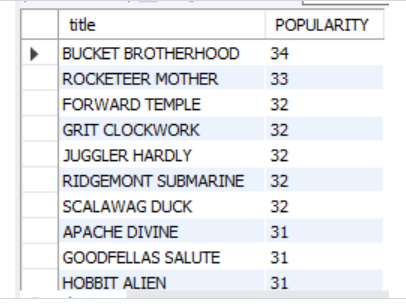 title POPULARITY
BUCKET BROTHERHOOD 34
ROCKETEER MOTHER 33
FORWARD TEMPLE 32
GRIT CLOCKWORK 32
JUGGLER HARDLY 32
RIDGEMONT SUBMARINE 32
SCALAWAG DUCK 32
APACHE DIVINE 31
GOODFELLAS SALUTE 31
HOBBIT ALIEN 31